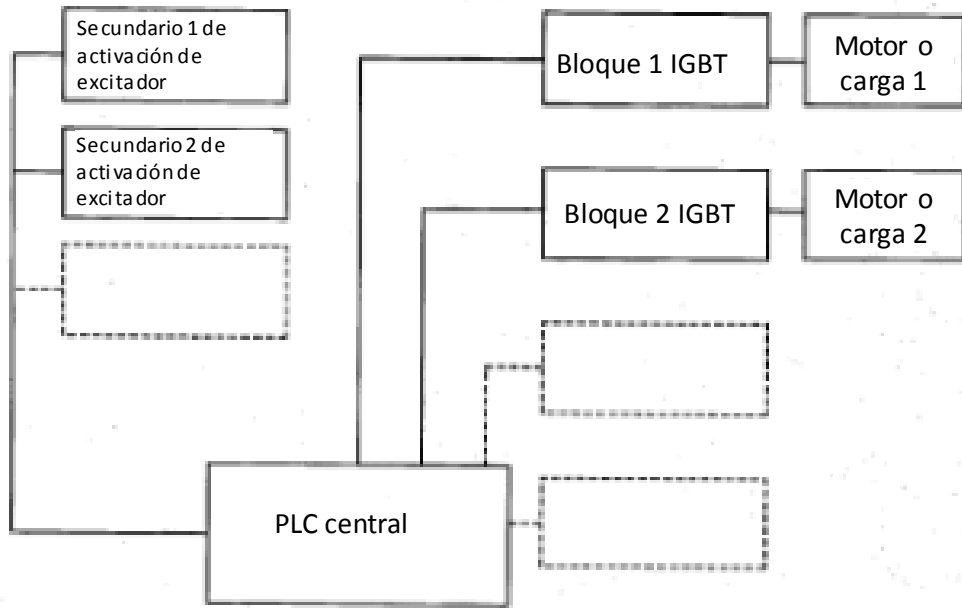 Secundario 1 de
activación de
excitador
Bloque 1 IGBT
Motor o
carga 1
Secundario 2 de
activación de
excitador
Bloque 2 IGBT
Motor o
carga 2
PLC central